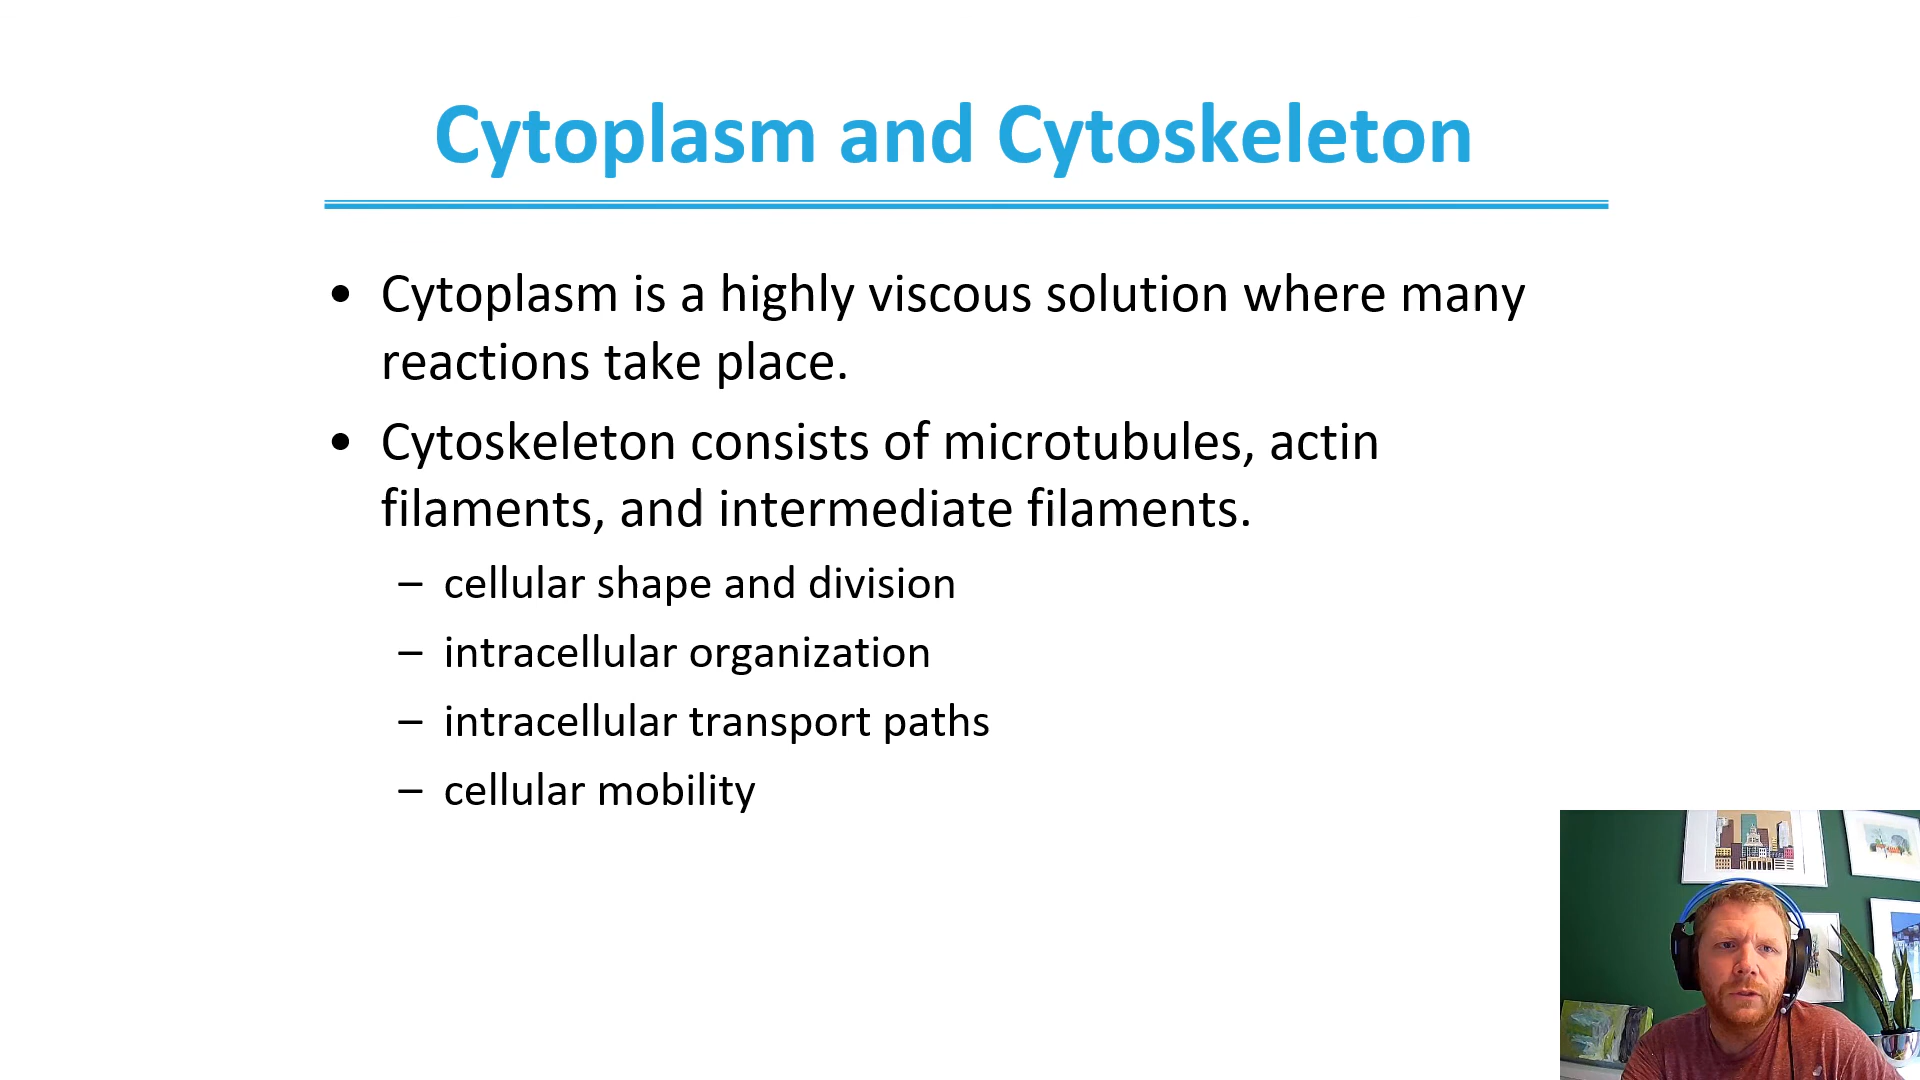 Cytoplasm and Cytoskeleton
• Cytoplasm is a highly viscous solution where many
reactions take place.
• Cytoskeleton consists of microtubules, actin
filaments, and intermediate filaments.
– cellular shape and division
– intracellular organization
– intracellular transport paths
– cellular mobility